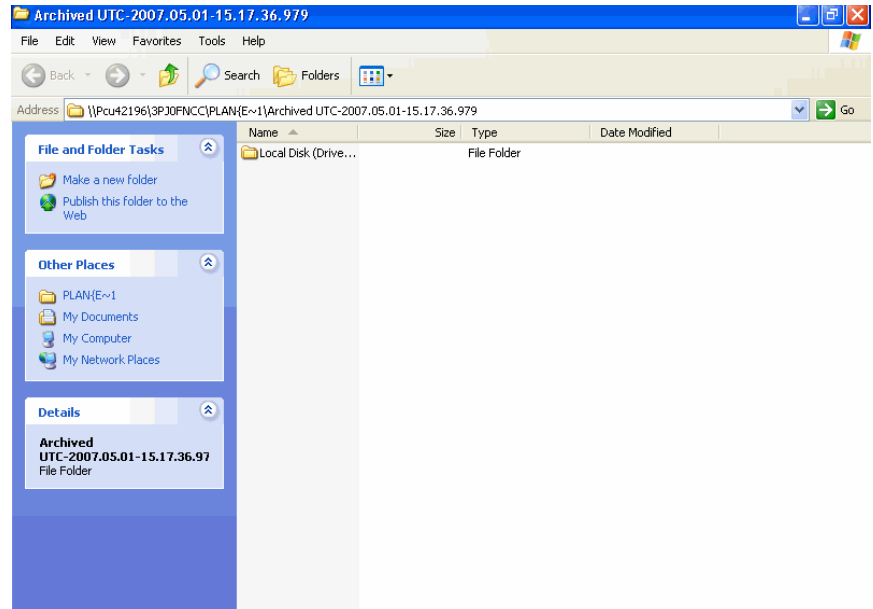 Archived UTC-2007.05.01-15.17.36.979
File Edit View Favorites Tools Help
Back Search Folders
Address \\Pcu42196\3PJ0FNCC\PLAN{E~1\Archived UTC-2007.05.01-15.17.36.979 Go
Name Size Type Date Modified
Local Disk (Drive... File Folder
File and Folder Tasks
Make a new folder
Publish this folder to the
Web
Other Places
PLAN{E~1
My Documents
My Computer
My Network Places
Details
Archived
UTC-2007.05.01-15.17.36.97
File Folder